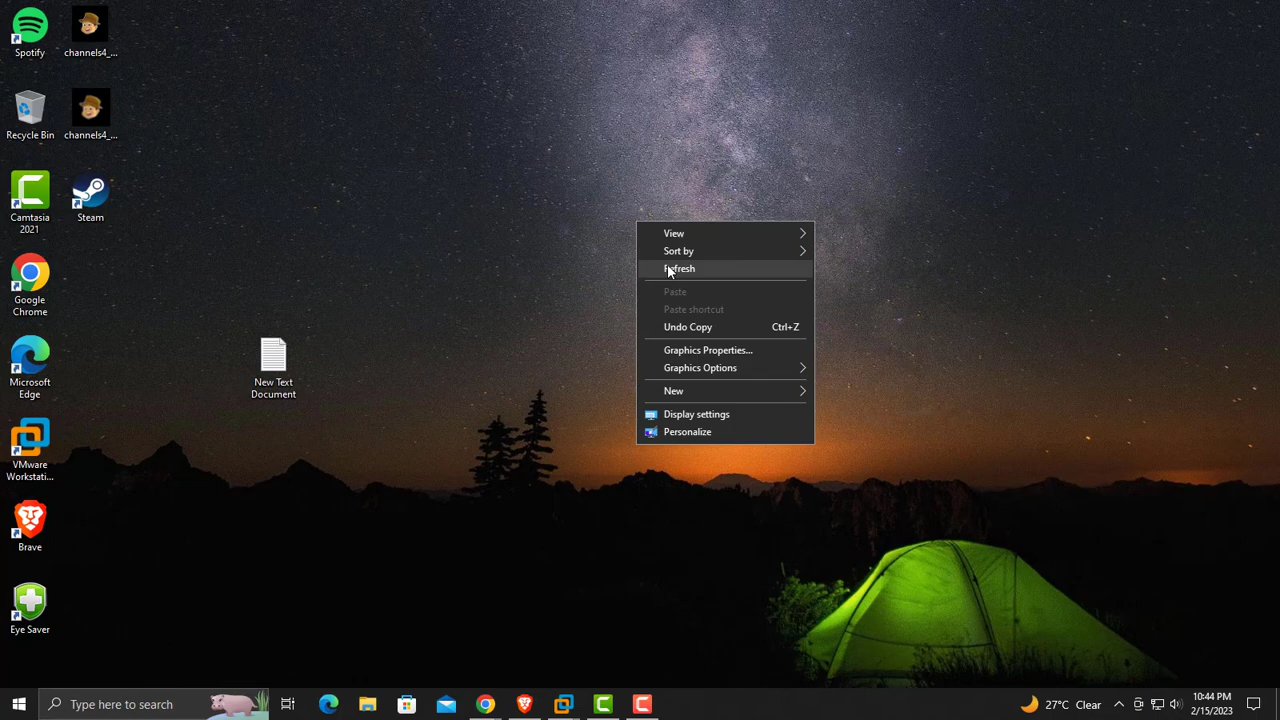 Spotify
channels4_...
Recycle Bin
channels4_...
Camtasia
2021
Steam
Google
Chrome
Microsoft
Edge
VMware
Workstati...
Brave
Eye Saver
New Text
Document
View
Sort by
Refresh
Paste
Paste shortcut
Undo Copy Ctrl+Z
Graphics Properties...
Graphics Options
New
Display settings
Personalize
Type here to search
27°C Clear
10:44 PM
2/15/2023